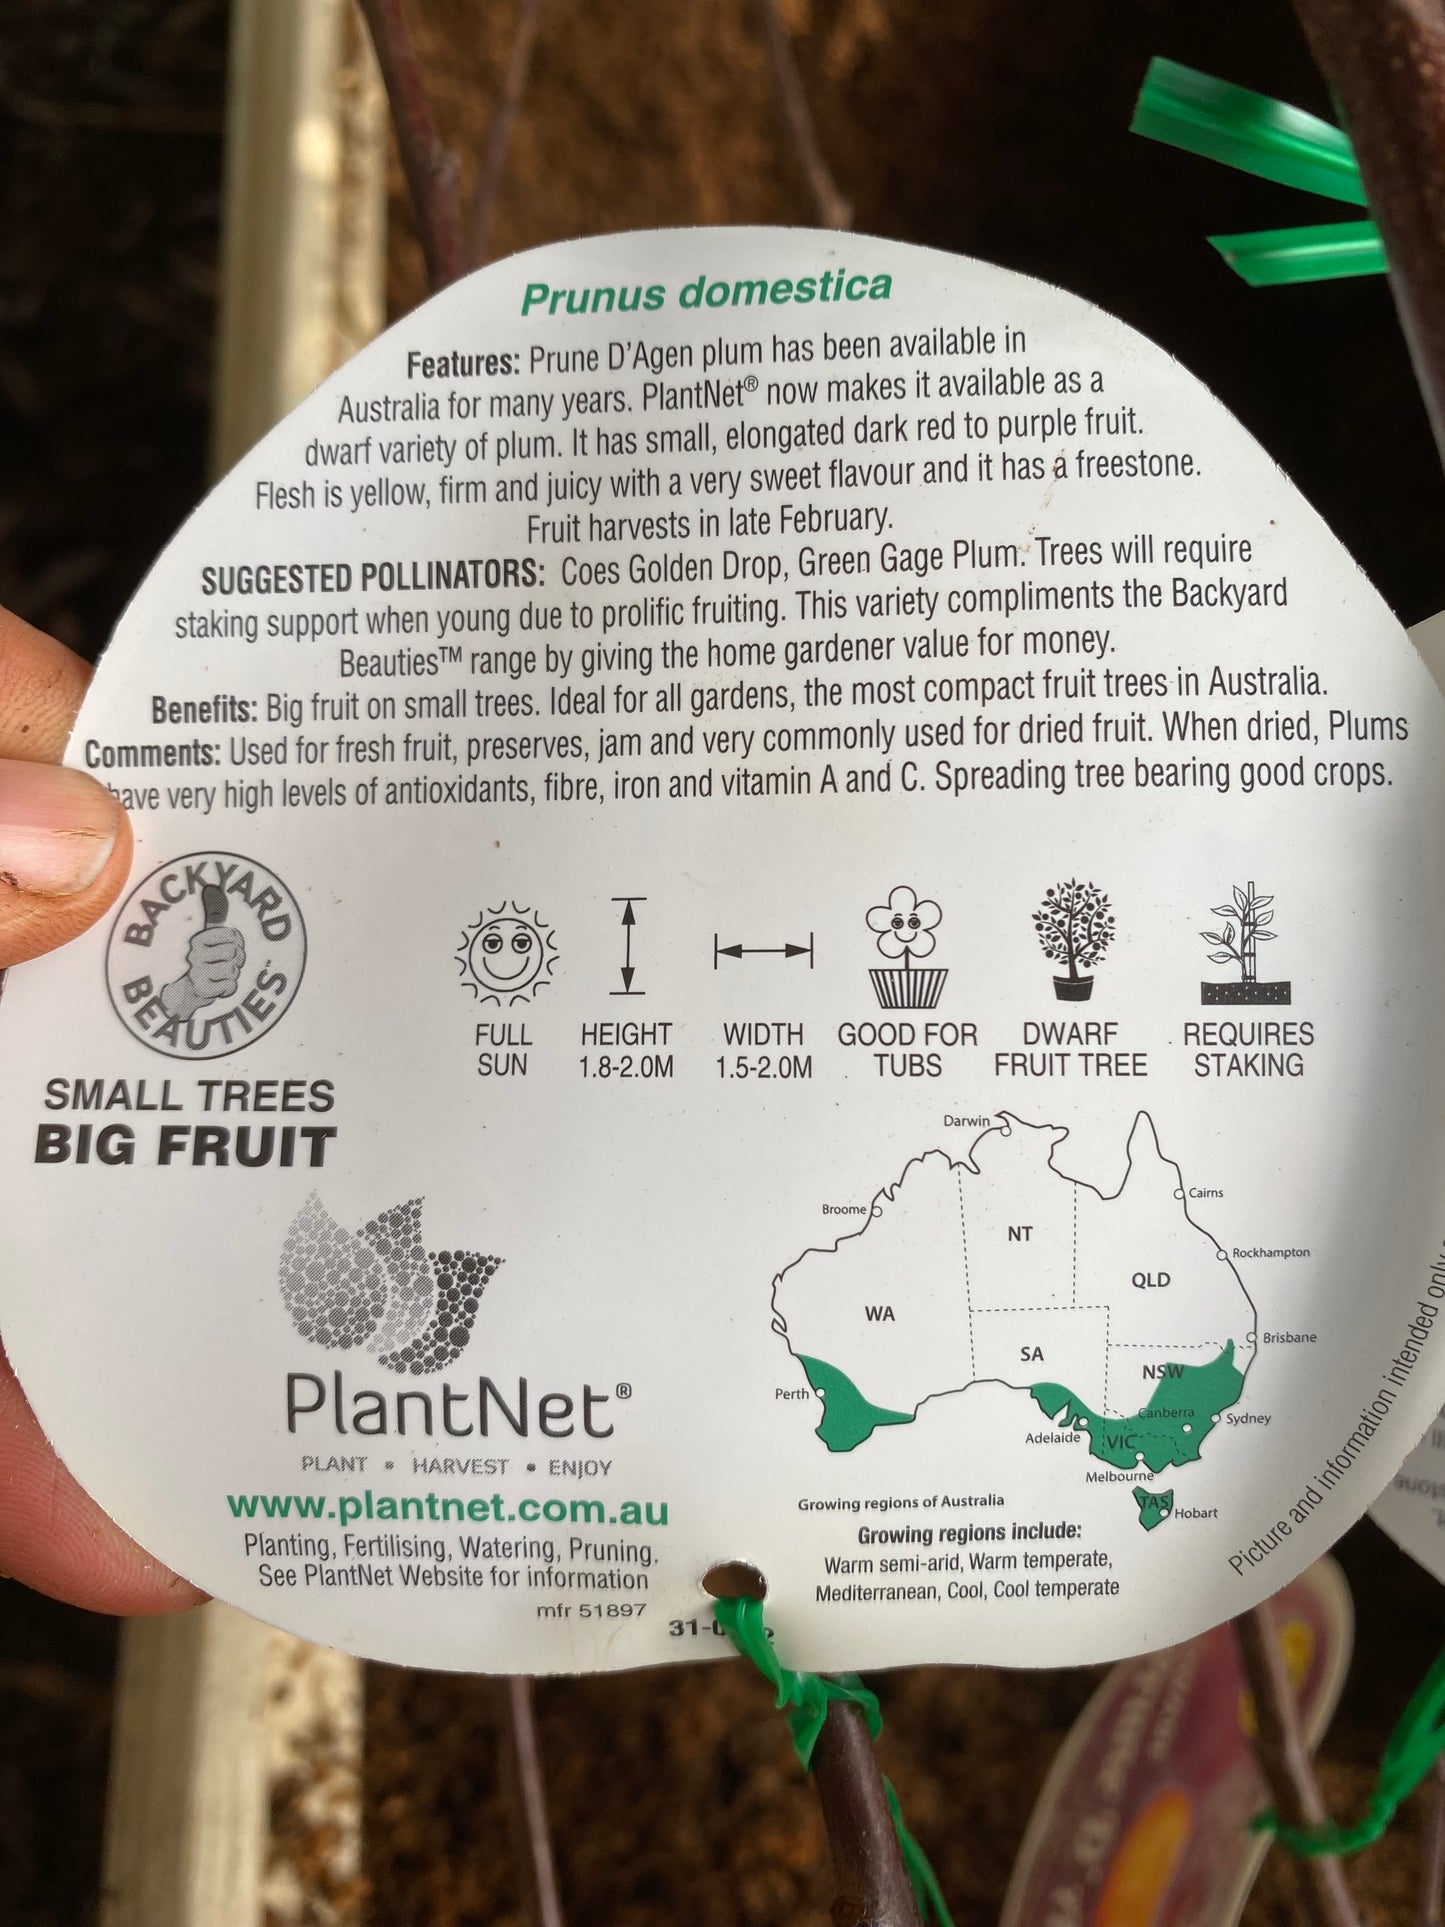 Prunus domestica
Features: Prune D'Agen plum has been available in
Australia for many years. PlantNet® now makes it available as a
dwarf variety of plum. It has small, elongated dark red to purple fruit.
Flesh is yellow, firm and juicy with a very sweet flavour and it has a freestone.
Fruit harvests in late February.
SUGGESTED POLLINATORS: Coes Golden Drop, Green Gage Plum. Trees will require
staking support when young due to prolific fruiting. This variety compliments the Backyard
Beauties™ range by giving the home gardener value for money.
Benefits: Big fruit on small trees. Ideal for all gardens, the most compact fruit trees in Australia.
Comments: Used for fresh fruit, preserves, jam and very commonly used for dried fruit. When dried, Plums
have very high levels of antioxidants, fibre, iron and vitamin A and C. Spreading tree bearing good crops.
BACKYARD
BEAUTIES™
SMALL TREES
BIG FRUIT
FULL
SUN
HEIGHT
1.8-2.0M
WIDTH
1.5-2.0M
GOOD FOR
TUBS
DWARF
FRUIT TREE
REQUIRES
STAKING
PlantNet®
PLANT • HARVEST • ENJOY
www.plantnet.com.au
Planting, Fertilising, Watering, Pruning.
See PlantNet Website for information
mfr 51897
Darwin
Cairns
Broome
NT
Rockhampton
QLD
WA
Brisbane
SA
NSW
Perth
Canberra
Sydney
Adelaide
VIC
Melbourne
TAS
Hobart
Growing regions of Australia
Growing regions include:
Warm semi-arid, Warm temperate,
Mediterranean, Cool, Cool temperate
Picture and information intended only